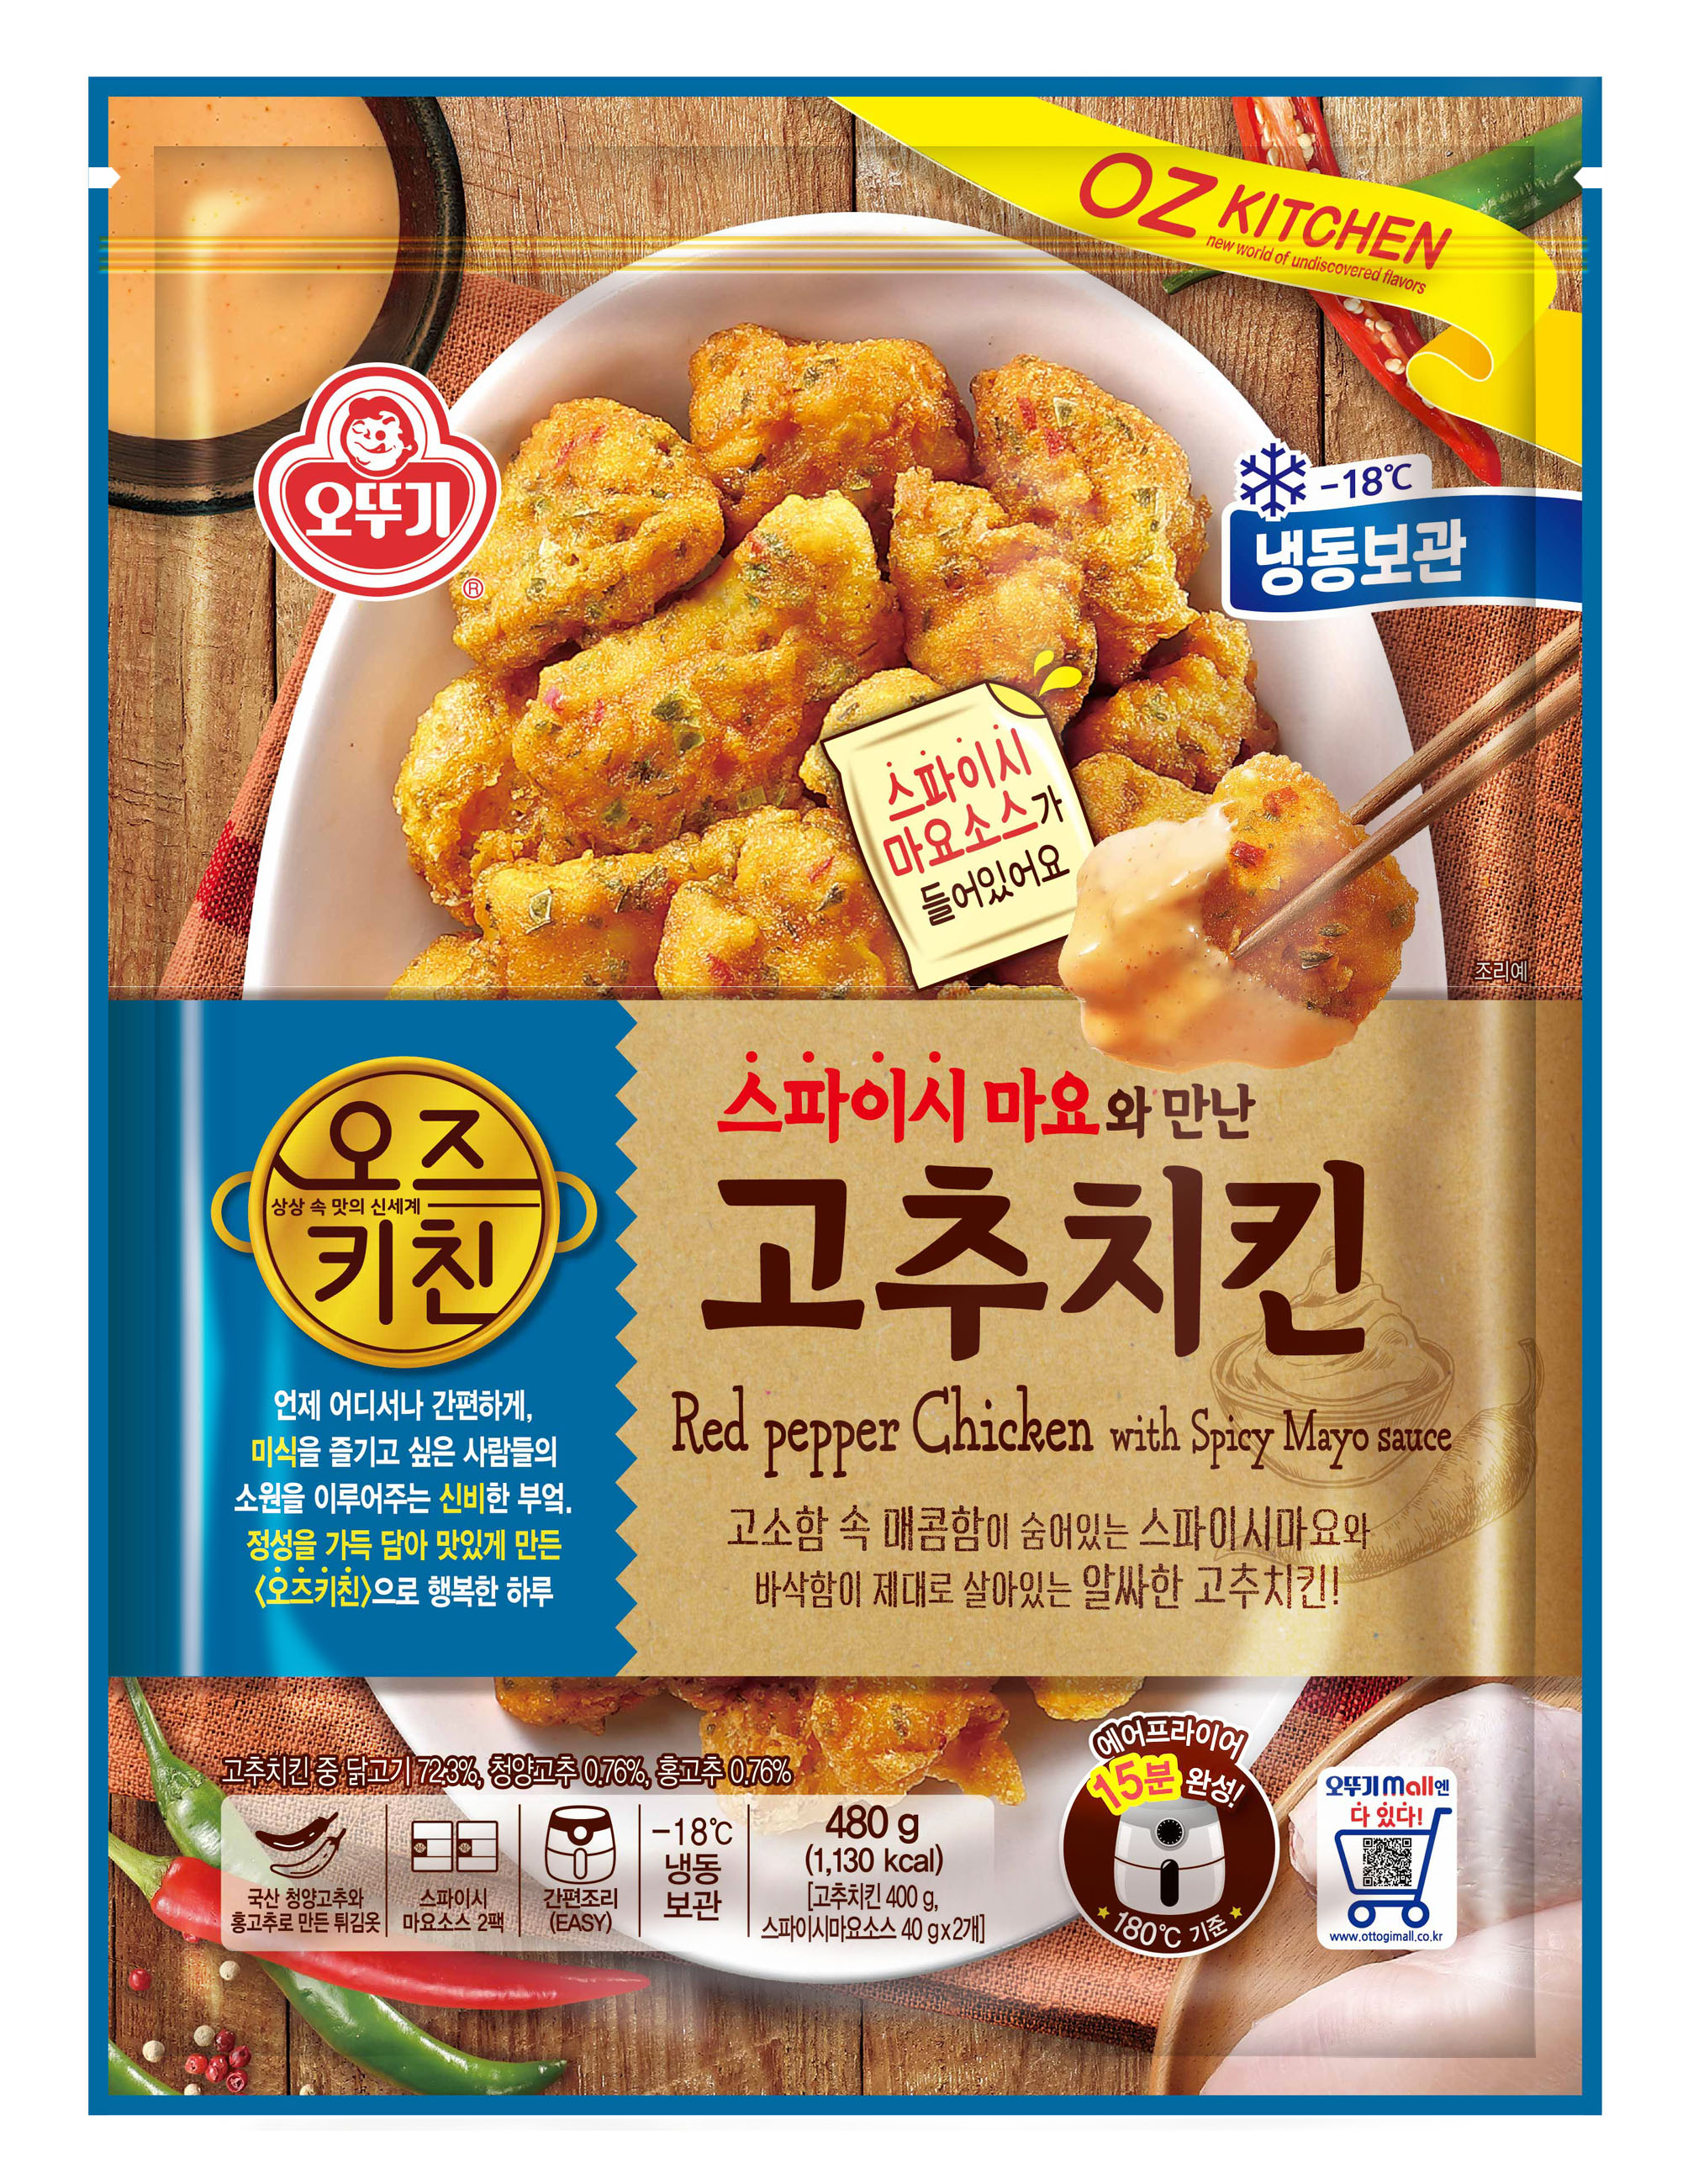 OZ KITCHEN
new world of undiscovered flavors
오뚜기
®
-18℃
냉동보관
스파이시
마요소스가
들어있어요
조리예
스파이시 마요와 만난
고추치킨
Red pepper Chicken with Spicy Mayo sauce
고소함 속 매콤함이 숨어있는 스파이시마요와
바삭함이 제대로 살아있는 알싸한 고추치킨!
오즈
상상 속 맛의 신세계
키친
언제 어디서나 간편하게,
미식을 즐기고 싶은 사람들의
소원을 이루어주는 신비한 부엌.
정성을 가득 담아 맛있게 만든
<오즈키친>으로 행복한 하루
고추치킨 중 닭고기 72.3%, 청양고추 0.76%, 홍고추 0.76%
국산 청양고추와
홍고추로 만든 튀김옷
스파이시
마요소스 2팩
간편조리
(EASY)
-18℃
냉동
보관
480 g
(1,130 kcal)
[고추치킨 400 g,
스파이시마요소스 40 gx2개]
에어프라이어
15분 완성!
180℃ 기준
오뚜기mall엔
다 있다!
www.ottogimall.co.kr